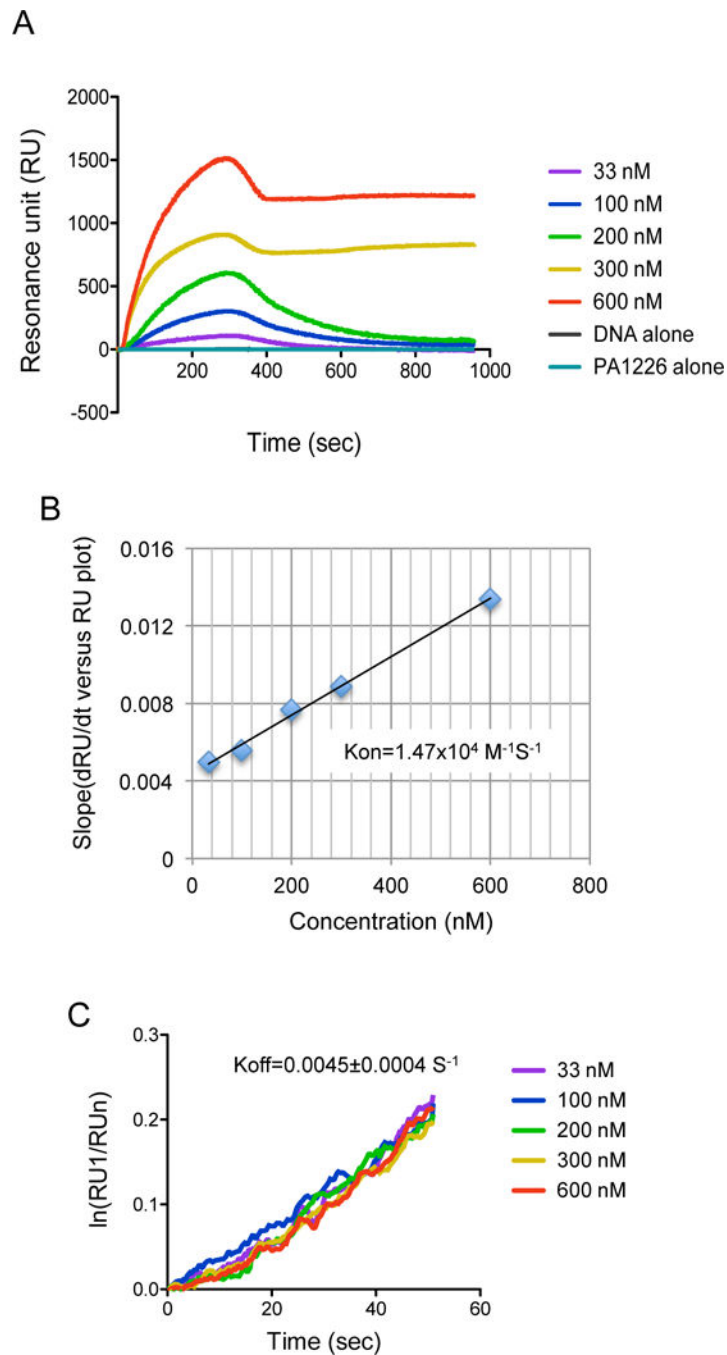 A
Resonance unit (RU)
2000
1500
1000
500
0
-500
200 400 600 800 1000
Time (sec)
33 nM
100 nM
200 nM
300 nM
600 nM
DNA alone
PA1226 alone
B
Slope(dRU/dt versus RU plot)
0.016
0.012
0.008
0.004
0
0 200 400 600 800
Kon=1.47x10⁴ M⁻¹S⁻¹
Concentration (nM)
C
ln(RU1/RUn)
0.3
0.2
0.1
0.0
0 20 40 60
Koff=0.0045±0.0004 S⁻¹
Time (sec)
33 nM
100 nM
200 nM
300 nM
600 nM